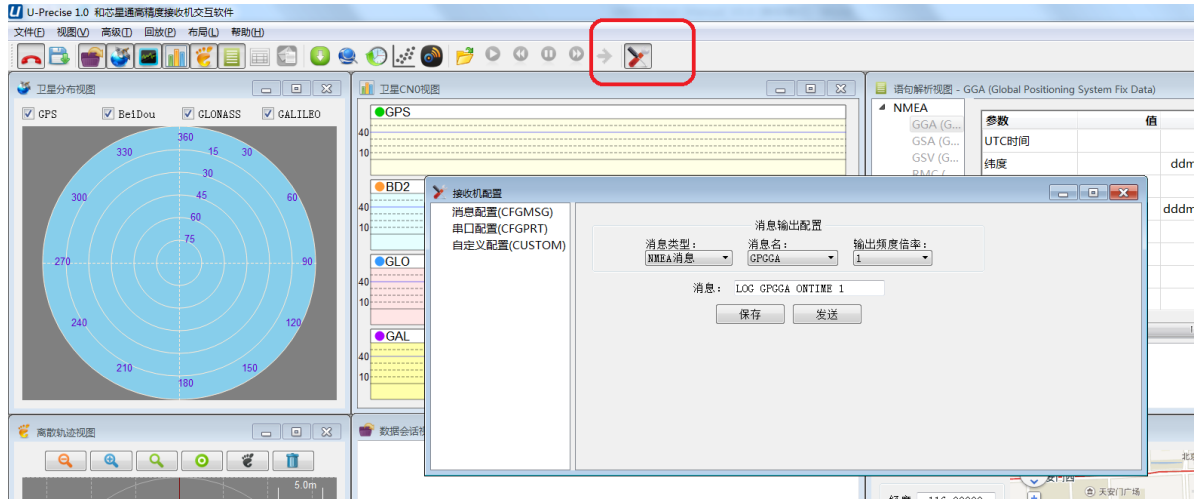 U-Precise 1.0 和芯星通高精度接收机交互软件
文件(F) 视图(V) 高级(T) 回放(P) 布局(L) 帮助(H)
卫星分布视图
GPS BeiDou GLONASS GALILEO
360
330 15 30
30
300 45 60
60
75
270 90
240 120
210 150
180
卫星CN0视图
GPS
40
10
BD2
40
10
GLO
40
10
GAL
40
10
语句解析视图 - GGA (Global Positioning System Fix Data)
NMEA
GGA (G...
GSA (G...
GSV (G...
RMC (
参数 值
UTC时间
纬度 ddm
dddm
接收机配置
消息配置(CFGMSG)
串口配置(CFGPRT)
自定义配置(CUSTOM)
消息输出配置
消息类型: 消息名: 输出频度倍率:
NMEA消息 GPGGA 1
消息: LOG GPGGA ONTIME 1
保存 发送
离散轨迹视图
5.0m
数据会话视
天安门广场